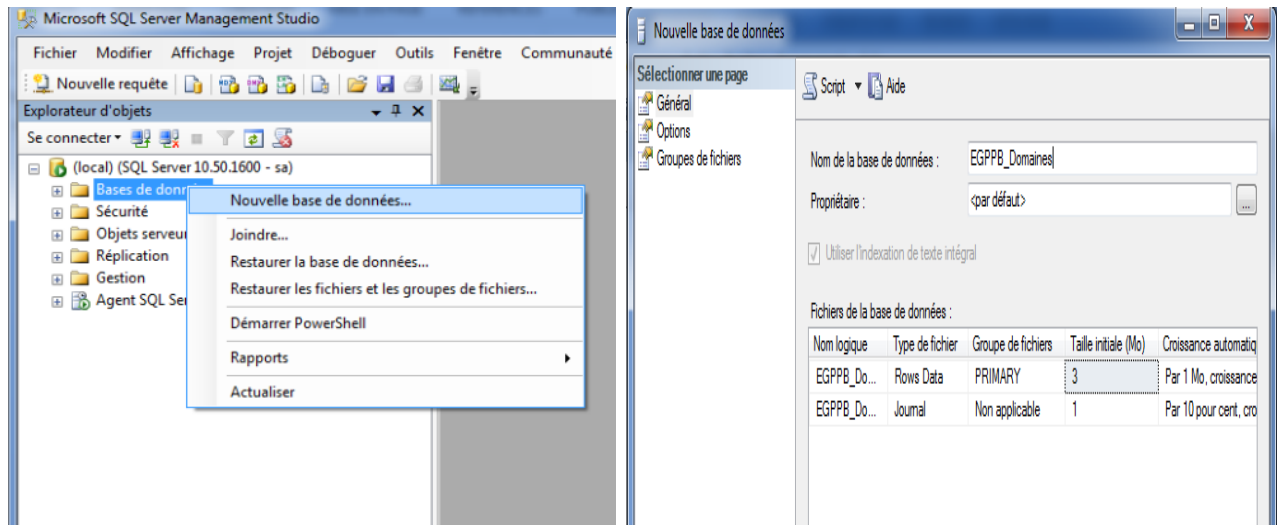 Microsoft SQL Server Management Studio
Fichier Modifier Affichage Projet Déboguer Outils Fenêtre Communauté
Nouvelle requête
Explorateur d'objets
Se connecter
(local) (SQL Server 10.50.1600 - sa)
Bases de donn
Sécurité
Objets serveu
Réplication
Gestion
Agent SQL Se
Nouvelle base de données...
Joindre...
Restaurer la base de données...
Restaurer les fichiers et les groupes de fichiers...
Démarrer PowerShell
Rapports
Actualiser
Nouvelle base de données
Sélectionner une page
Général
Options
Groupes de fichiers
Script Aide
Nom de la base de données : EGPPB_Domaines
Propriétaire : <par défaut> ...
Utiliser l'indexation de texte intégral
Fichiers de la base de données :
Nom logique Type de fichier Groupe de fichiers Taille initiale (Mo) Croissance automatiq
EGPPB_Do... Rows Data PRIMARY 3 Par 1 Mo, croissance
EGPPB_Do... Journal Non applicable 1 Par 10 pour cent, cro